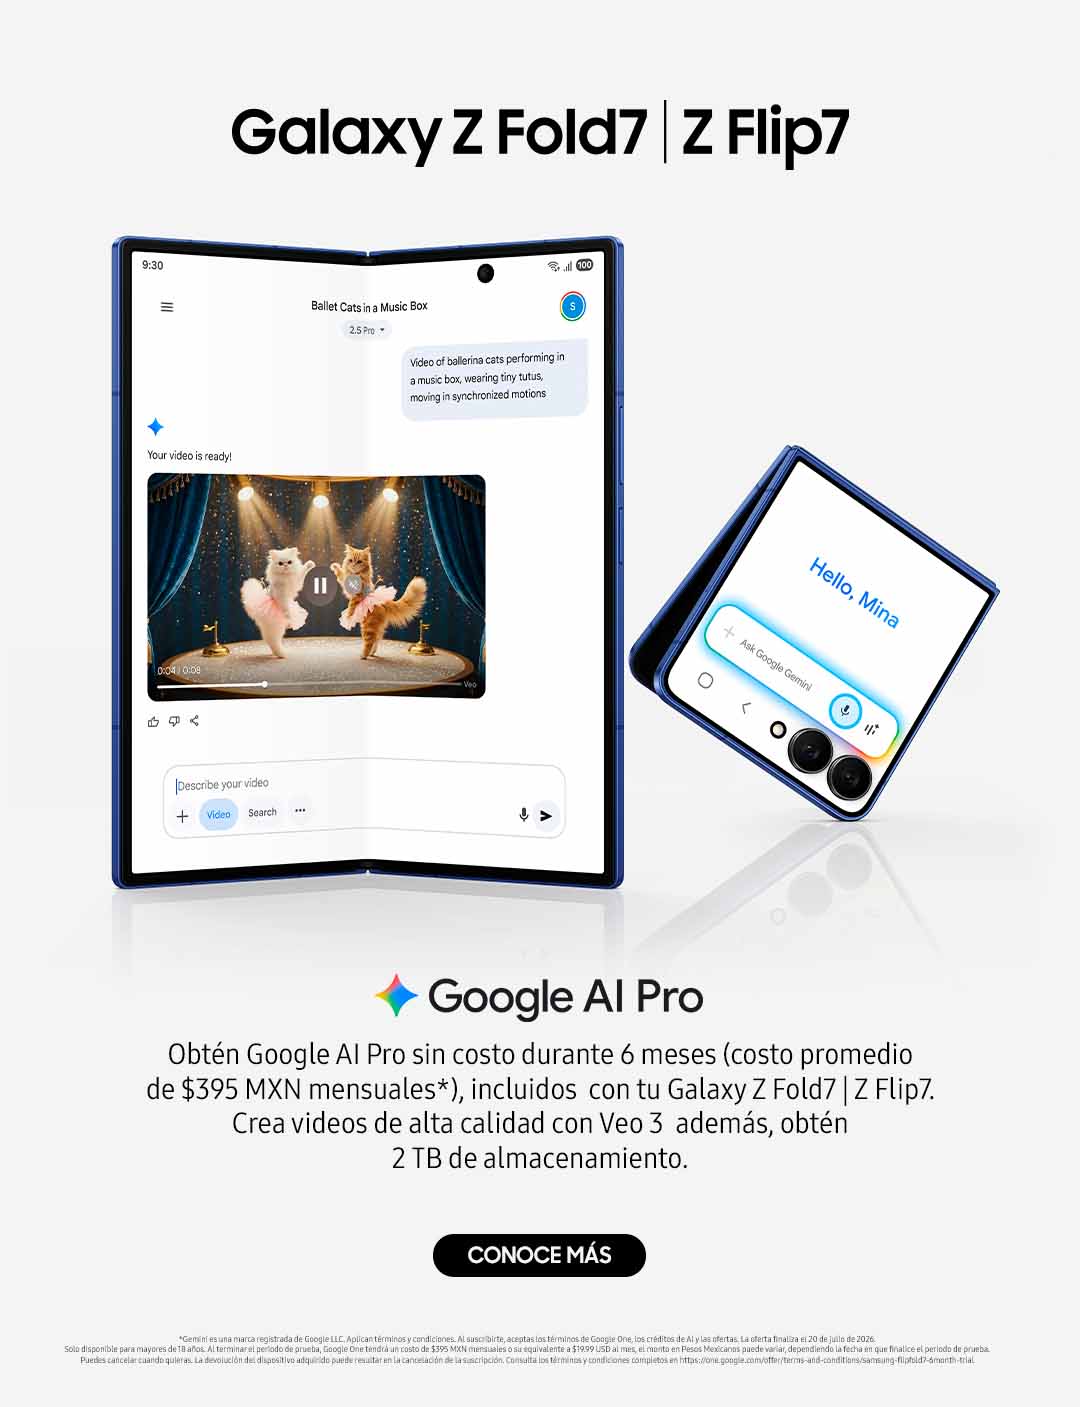 Galaxy Z Fold7 | Z Flip7
9:30
100
Ballet Cats in a Music Box
S
2.5 Pro
Video of ballerina cats performing in
a music box, wearing tiny tutus,
moving in synchronized motions
Your video is ready!
0:04 / 0:08
Veo
Describe your video
Video
Search
Hello, Mina
Ask Google Gemini
Google AI Pro
Obtén Google AI Pro sin costo durante 6 meses (costo promedio
de $395 MXN mensuales*), incluidos con tu Galaxy Z Fold7 | Z Flip7.
Crea videos de alta calidad con Veo 3 además, obtén
2 TB de almacenamiento.
CONOCE MÁS
*Gemini es una marca registrada de Google LLC. Aplican términos y condiciones. Al suscribirte, aceptas los términos de Google One, los créditos de AI y las ofertas. La oferta finaliza el 20 de julio de 2026.
Solo disponible para mayores de 18 años. Al terminar el periodo de prueba, Google One tendrá un costo de $395 MXN mensuales o su equivalente a $19.99 USD al mes, el monto en Pesos Mexicanos puede variar, dependiendo la fecha en que finalice el periodo de prueba.
Puedes cancelar cuando quieras. La devolución del dispositivo adquirido puede resultar en la cancelación de la suscripción. Consulta los términos y condiciones completos en https://one.google.com/offer/terms-and-conditions/samsung-flipfold7-6month-trial